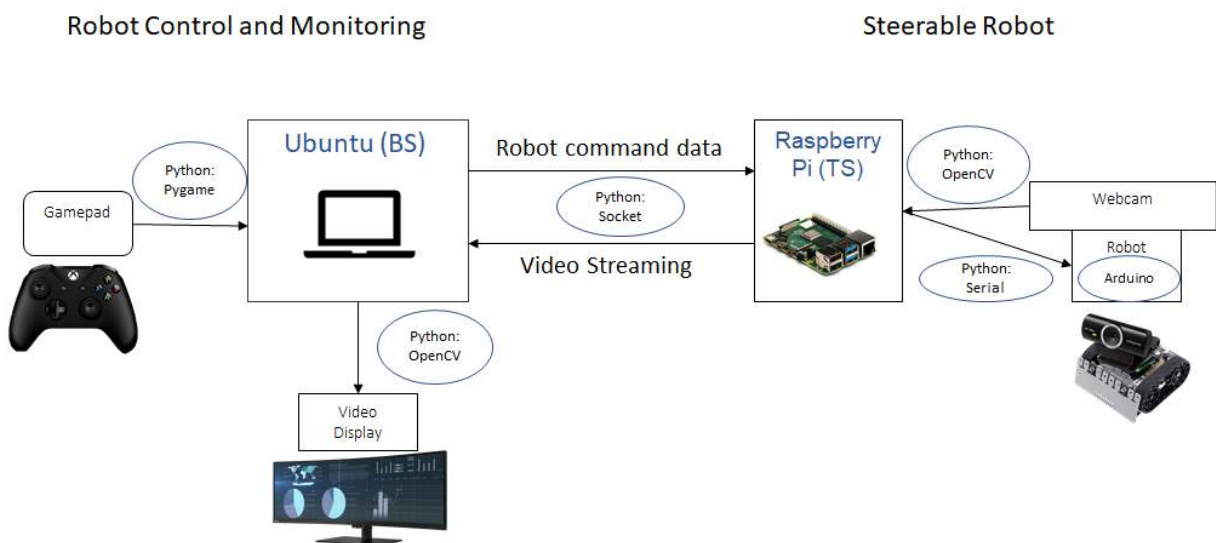 Robot Control and Monitoring
Steerable Robot
Ubuntu (BS)
Robot command data
Raspberry
Pi (TS)
Python:
OpenCV
Python:
Pygame
Gamepad
Python:
Socket
Webcam
Video Streaming
Robot
Python:
Serial
Arduino
Python:
OpenCV
Video
Display